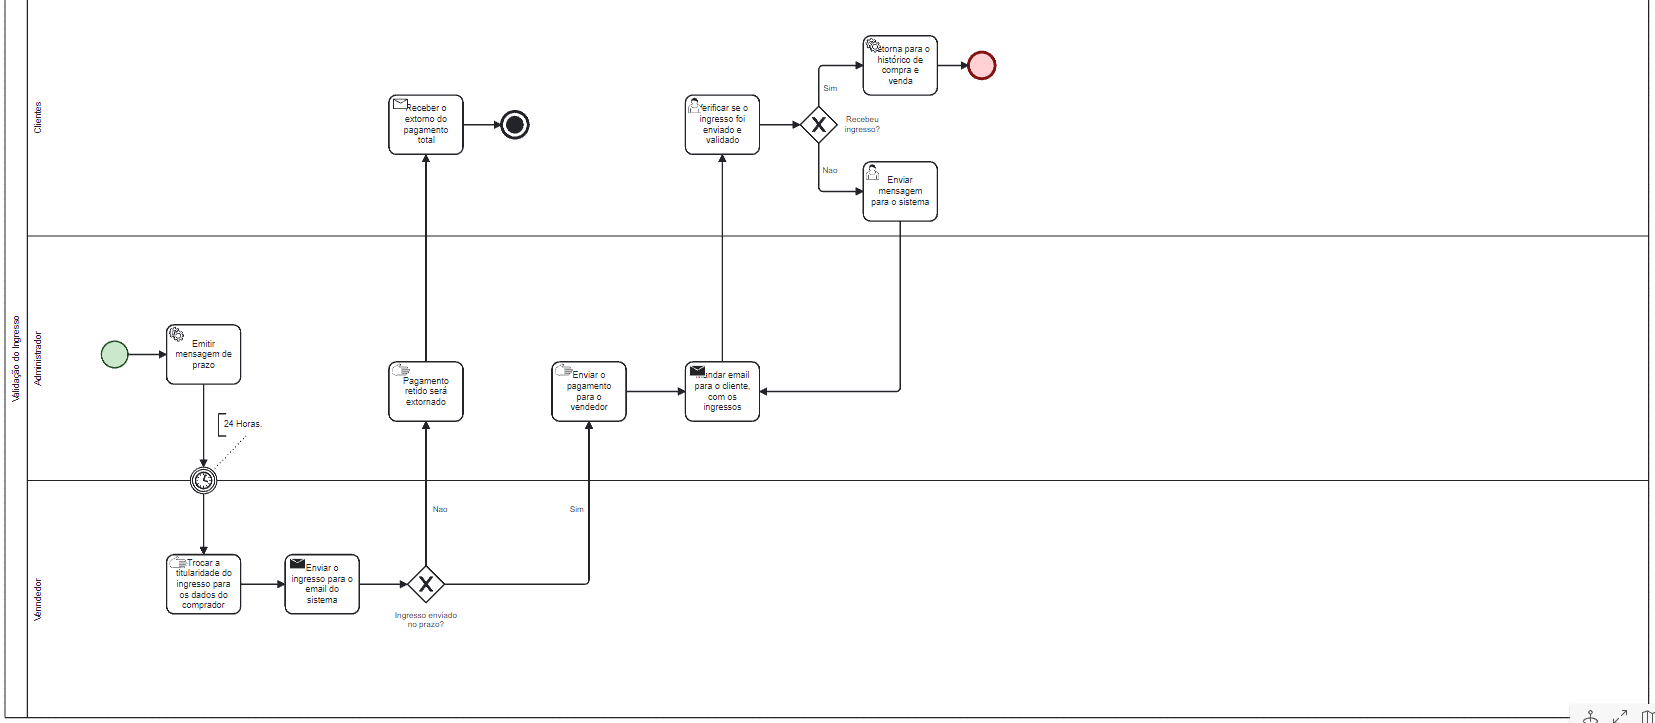 Validação do Ingresso
Clientes
Receber o
extorno do
pagamento
total
Verificar se o
ingresso foi
enviado e
validado
Sim
Recebeu
ingresso?
Nao
Retorna para o
histórico de
compra e
venda
Enviar
mensagem
para o sistema
Administrador
Emitir
mensagem de
prazo
24 Horas.
Pagamento
retido será
extornado
Enviar o
pagamento
para o
vendedor
Mandar email
para o cliente,
com os
ingressos
Venndedor
Trocar a
titularidade do
ingresso para
os dados do
comprador
Enviar o
ingresso para o
email do
sistema
Nao
Sim
Ingresso enviado
no prazo?